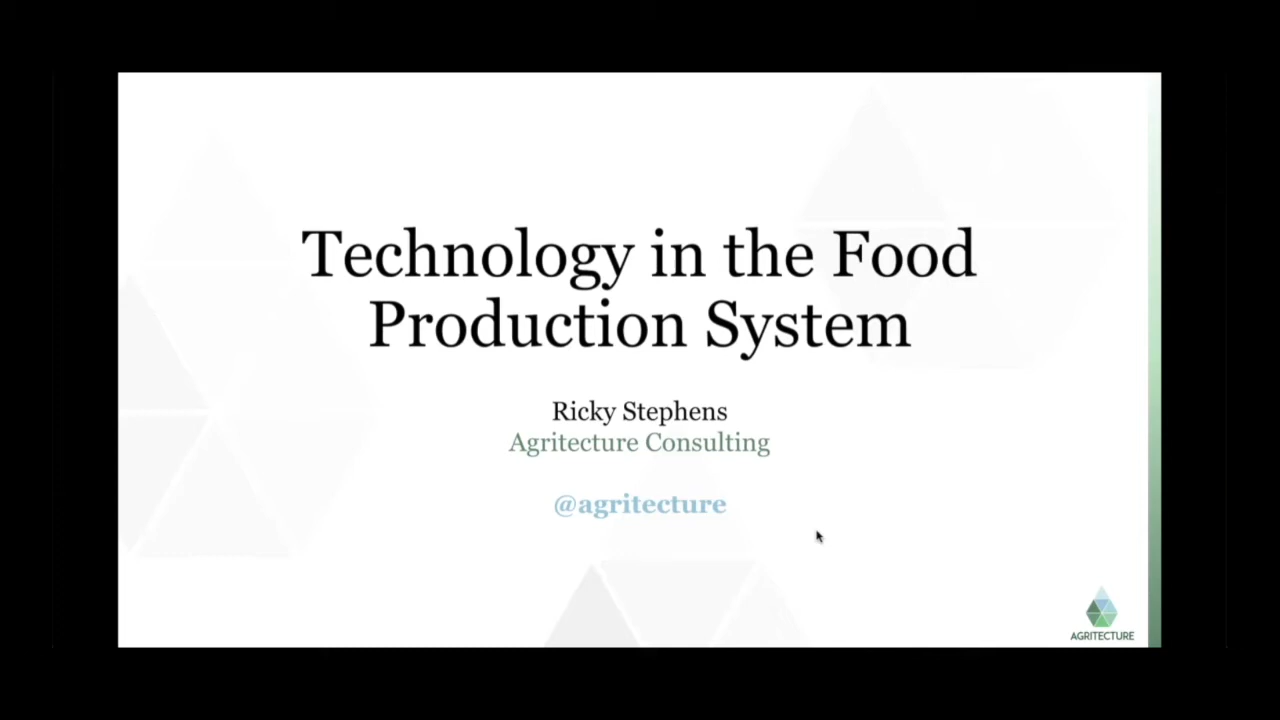 Technology in the Food
Production System
Ricky Stephens
Agritecture Consulting
@agritecture
AGRITECTURE